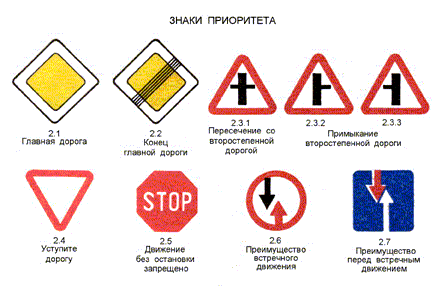 ЗНАКИ ПРИОРИТЕТА
2.1
Главная дорога
2.2
Конец
главной дороги
2.3.1
Пересечение со
второстепенной
дорогой
2.3.2
2.3.3
Примыкание
второстепенной дороги
STOP
2.4
Уступите
дорогу
2.5
Движение
без остановки
запрещено
2.6
Преимущество
встречного
движения
2.7
Преимущество
перед встречным
движением